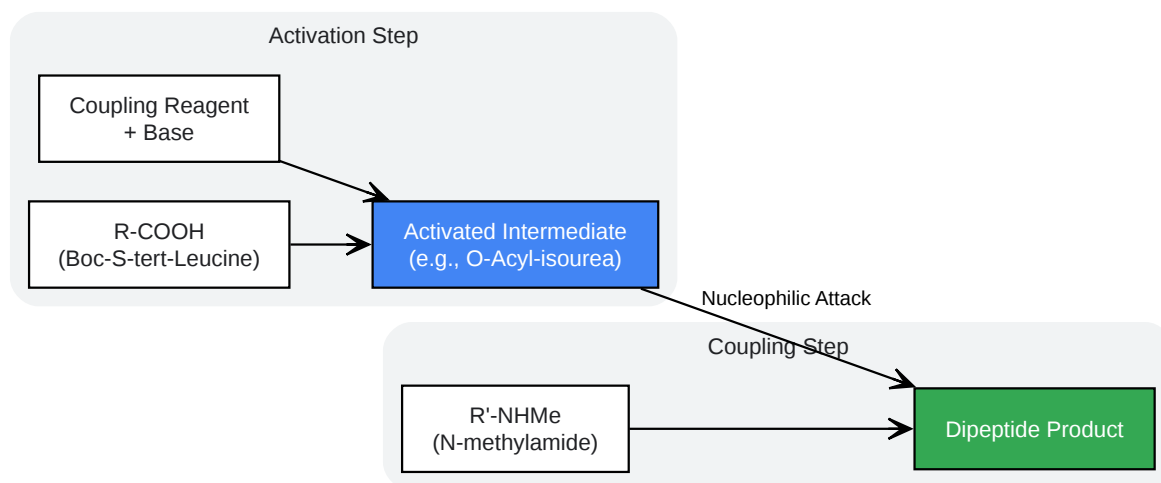 Activation Step
Coupling Reagent
+ Base
R-COOH
(Boc-S-tert-Leucine)
Activated Intermediate
(e.g., O-Acyl-isourea)
Nucleophilic Attack
Coupling Step
R'-NHMe
(N-methylamide)
Dipeptide Product